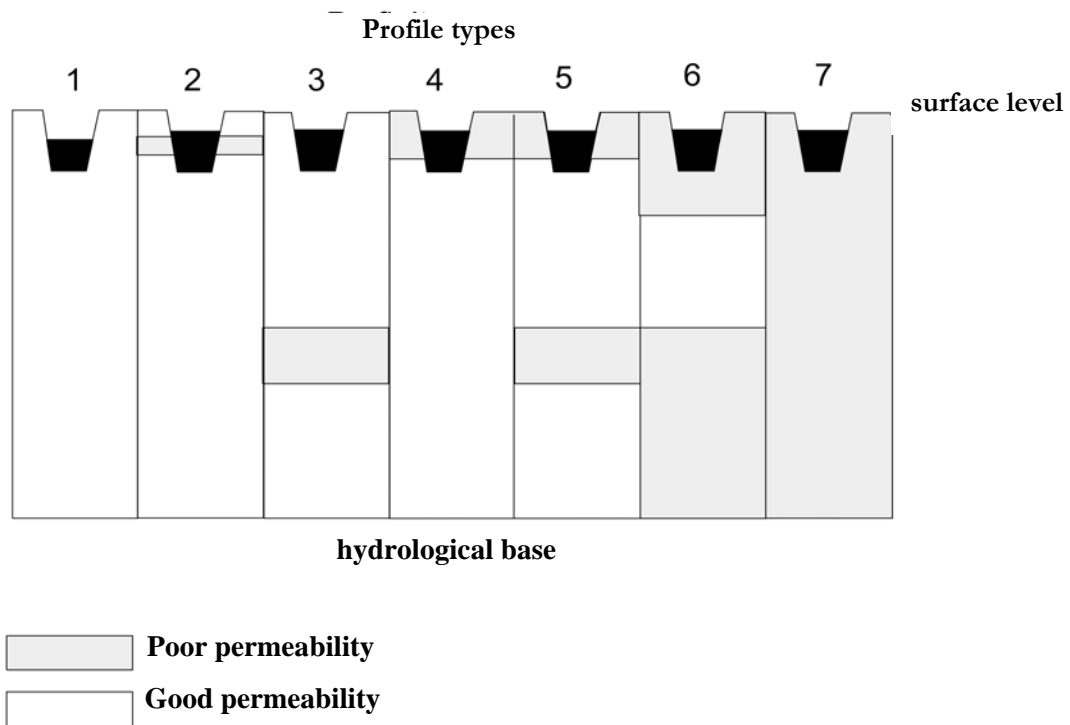 Profile types
1 2 3 4 5 6 7
surface level
hydrological base
Poor permeability
Good permeability